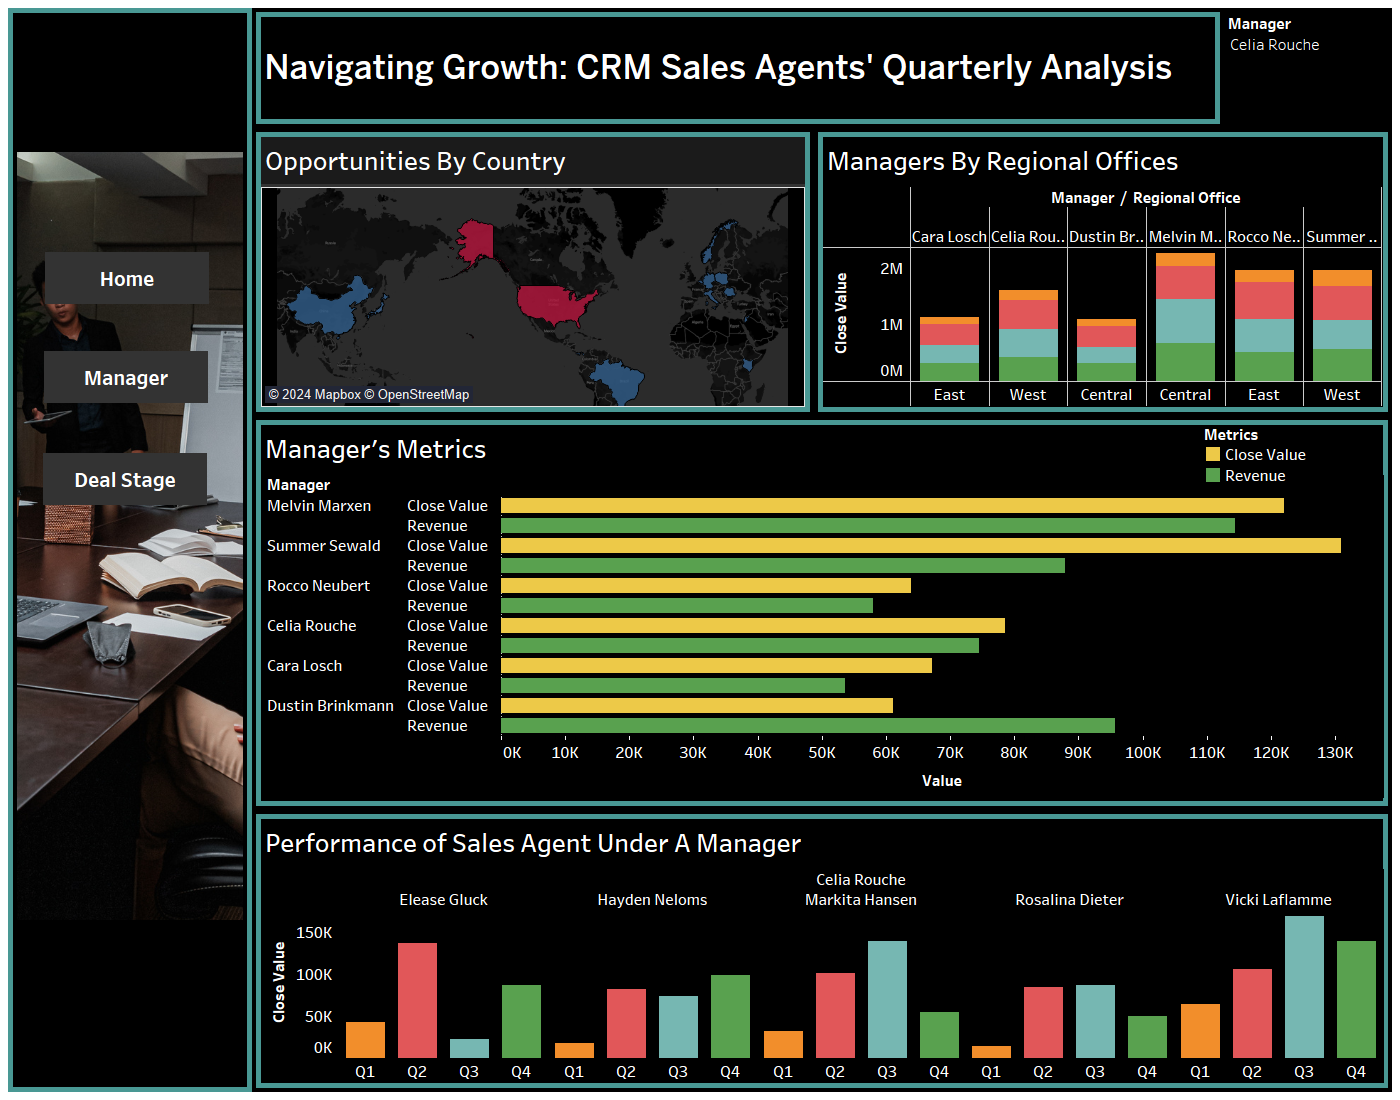 Navigating Growth: CRM Sales Agents' Quarterly Analysis
Manager
Celia Rouche
Home
Manager
Deal Stage
Opportunities By Country
© 2024 Mapbox © OpenStreetMap
Managers By Regional Offices
Manager / Regional Office
Cara Losch Celia Rou.. Dustin Br.. Melvin M.. Rocco Ne.. Summer ..
Close Value
2M
1M
0M
East West Central Central East West
Manager's Metrics
Metrics
Close Value
Revenue
Manager
Melvin Marxen Close Value
Revenue
Summer Sewald Close Value
Revenue
Rocco Neubert Close Value
Revenue
Celia Rouche Close Value
Revenue
Cara Losch Close Value
Revenue
Dustin Brinkmann Close Value
Revenue
0K 10K 20K 30K 40K 50K 60K 70K 80K 90K 100K 110K 120K 130K
Value
Performance of Sales Agent Under A Manager
Celia Rouche
Elease Gluck Hayden Neloms Markita Hansen Rosalina Dieter Vicki Laflamme
Close Value
150K
100K
50K
0K
Q1 Q2 Q3 Q4 Q1 Q2 Q3 Q4 Q1 Q2 Q3 Q4 Q1 Q2 Q3 Q4 Q1 Q2 Q3 Q4